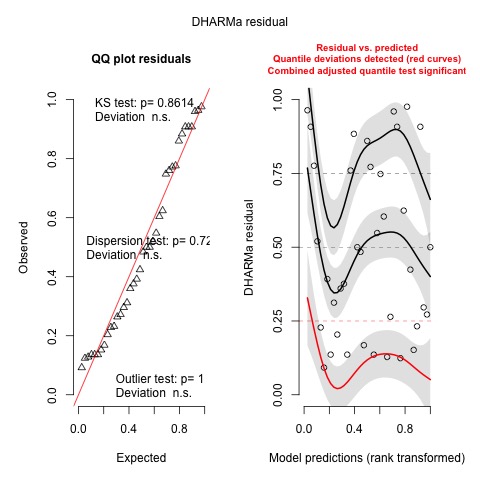 DHARMa residual
QQ plot residuals
KS test: p= 0.8614
Deviation n.s.
Dispersion test: p= 0.72
Deviation n.s.
Outlier test: p= 1
Deviation n.s.
Observed
0.0 0.2 0.4 0.6 0.8 1.0
0.0 0.4 0.8
Expected
Residual vs. predicted
Quantile deviations detected (red curves)
Combined adjusted quantile test significant
DHARMa residual
0.00 0.25 0.50 0.75 1.00
0.0 0.4 0.8
Model predictions (rank transformed)